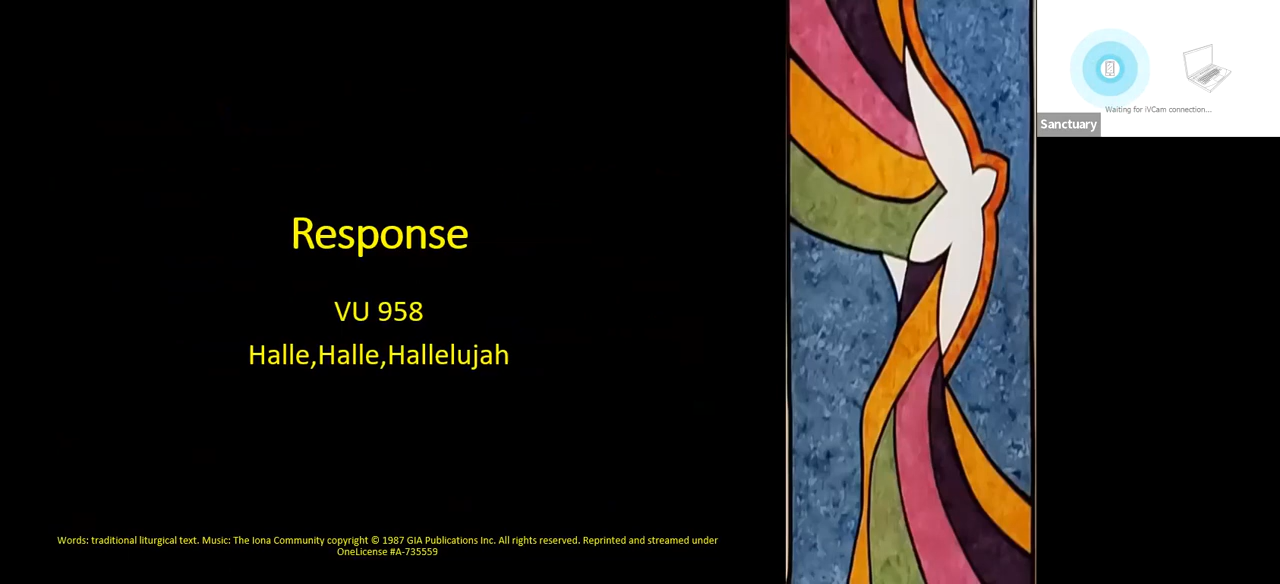 Response
VU 958
Halle,Halle,Hallelujah
Words: traditional liturgical text. Music: The Iona Community copyright © 1987 GIA Publications Inc. All rights reserved. Reprinted and streamed under
OneLicense #A-735559
Waiting for iVCam connection...
Sanctuary